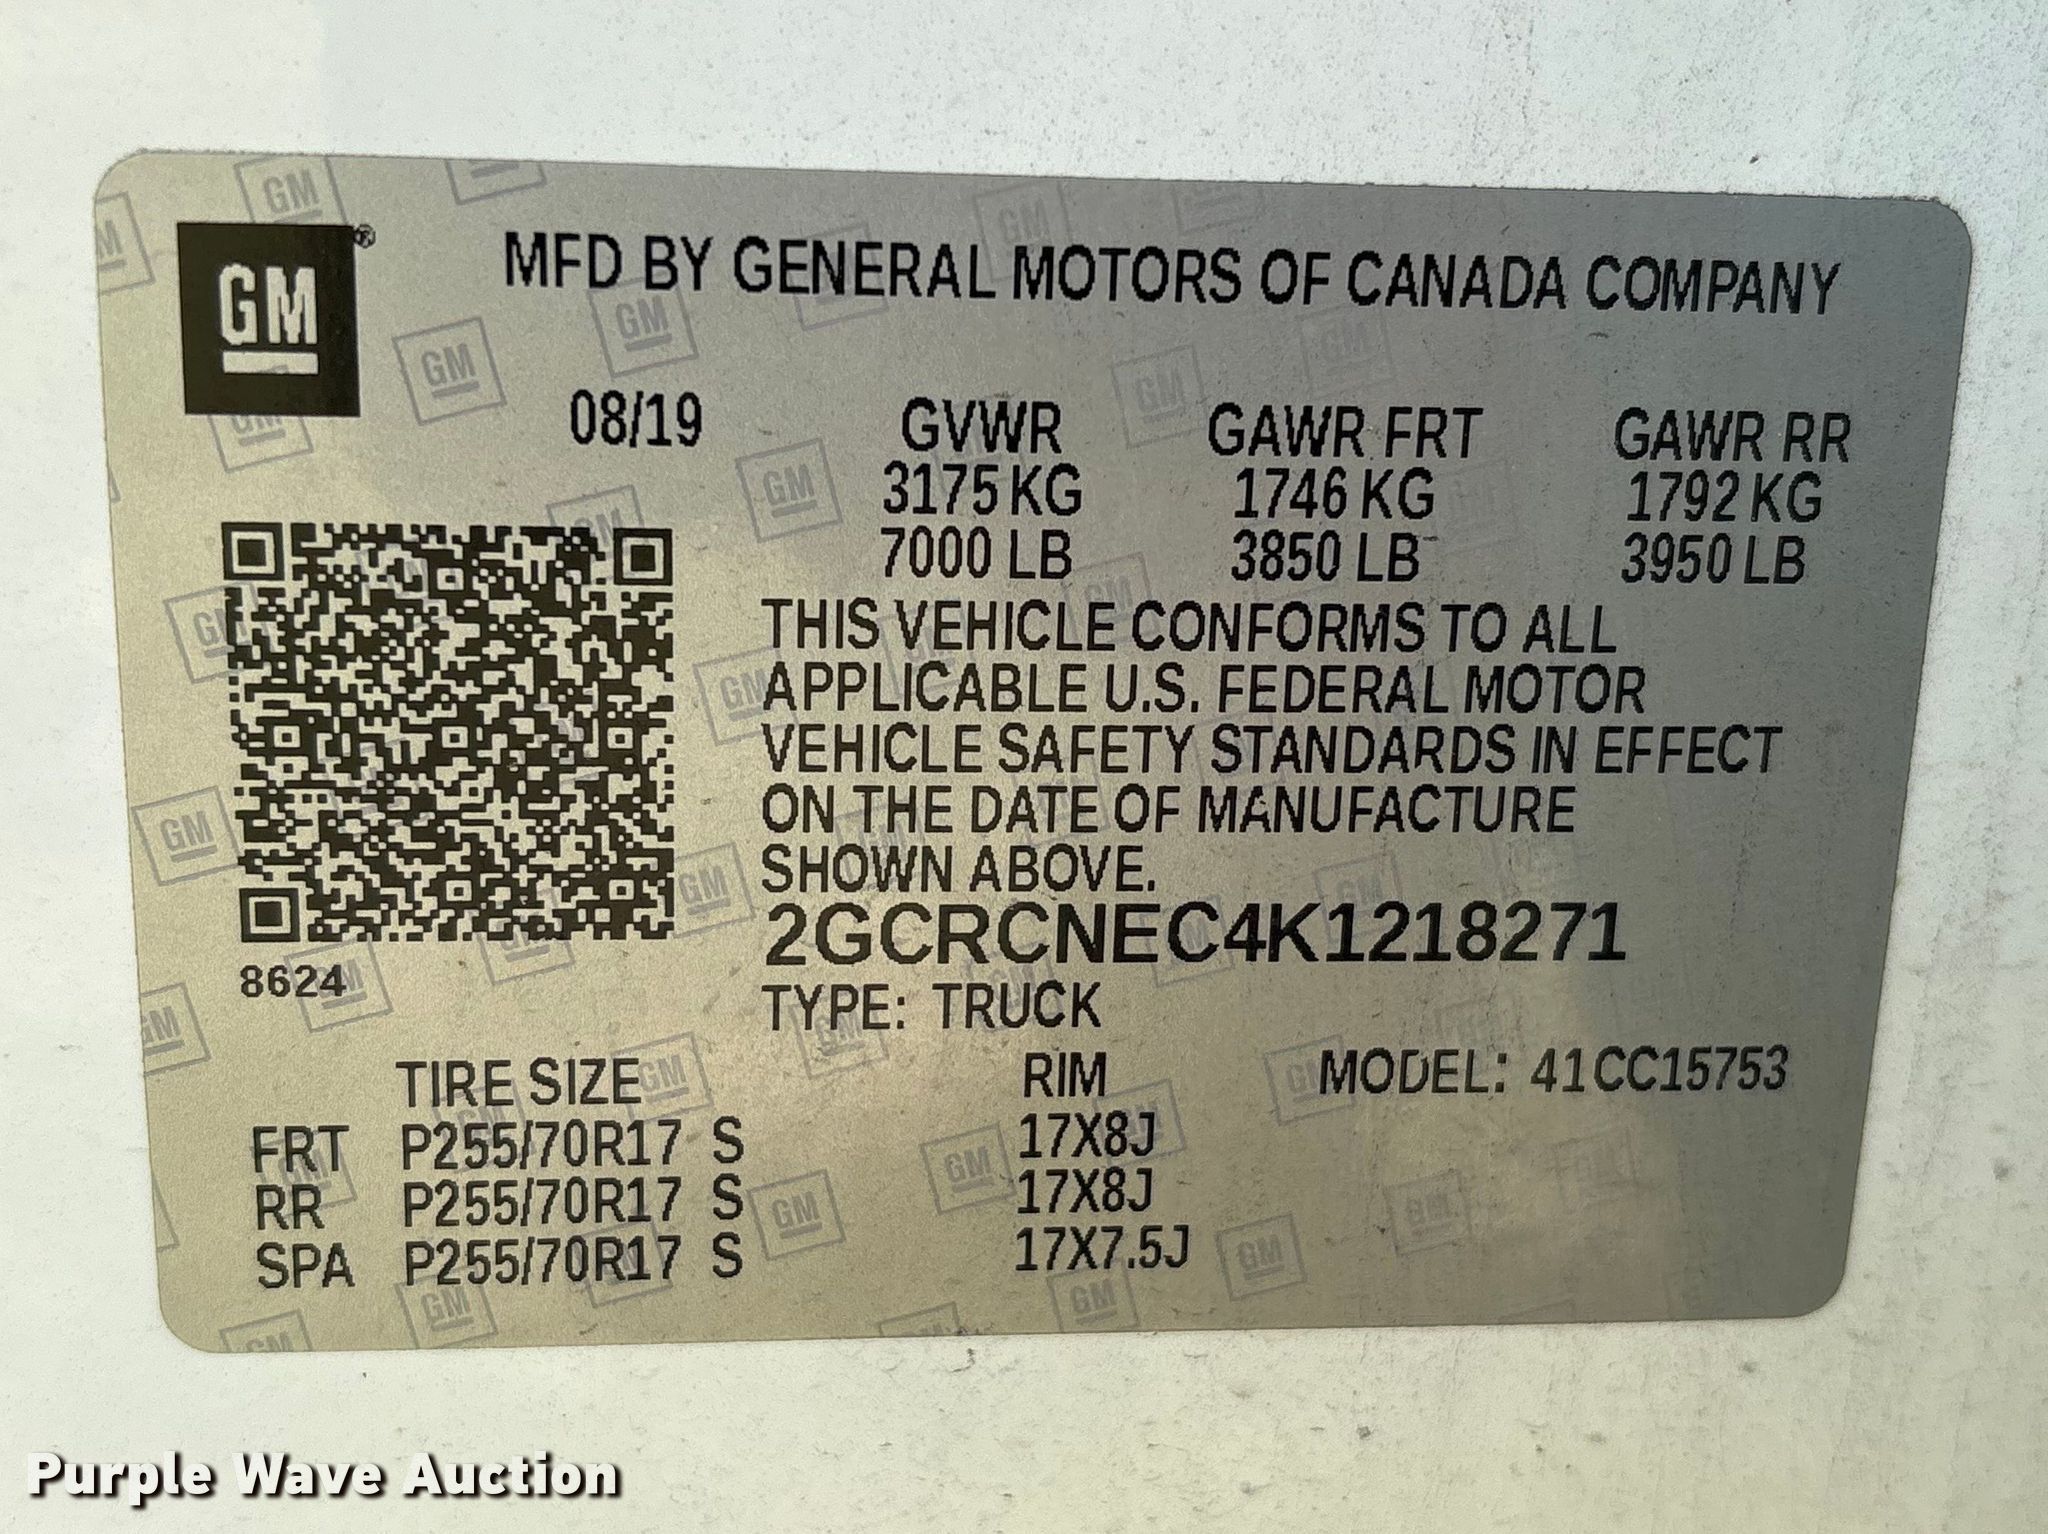 GM®
MFD BY GENERAL MOTORS OF CANADA COMPANY
08/19 GVWR GAWR FRT GAWR RR
3175 KG 1746 KG 1792 KG
7000 LB 3850 LB 3950 LB
THIS VEHICLE CONFORMS TO ALL
APPLICABLE U.S. FEDERAL MOTOR
VEHICLE SAFETY STANDARDS IN EFFECT
ON THE DATE OF MANUFACTURE
SHOWN ABOVE.
2GCRCNEC4K1218271
8624
TYPE: TRUCK
TIRE SIZE RIM MODEL: 41CC15753
FRT P255/70R17 S 17X8J
RR P255/70R17 S 17X8J
SPA P255/70R17 S 17X7.5J
Purple Wave Auction